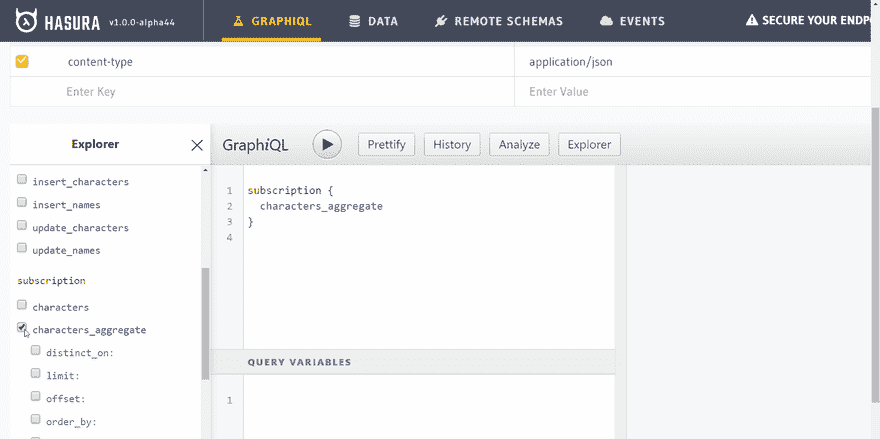 HASURA v1.0.0-alpha44 GRAPHIQL DATA REMOTE SCHEMAS EVENTS SECURE YOUR ENDPO
content-type application/json
Enter Key Enter Value
Explorer
GraphiQL Prettify History Analyze Explorer
insert_characters
insert_names
update_characters
update_names
subscription
characters
characters_aggregate
distinct_on:
limit:
offset:
order_by:
1 subscription {
2 characters_aggregate
3 }
4
QUERY VARIABLES
1